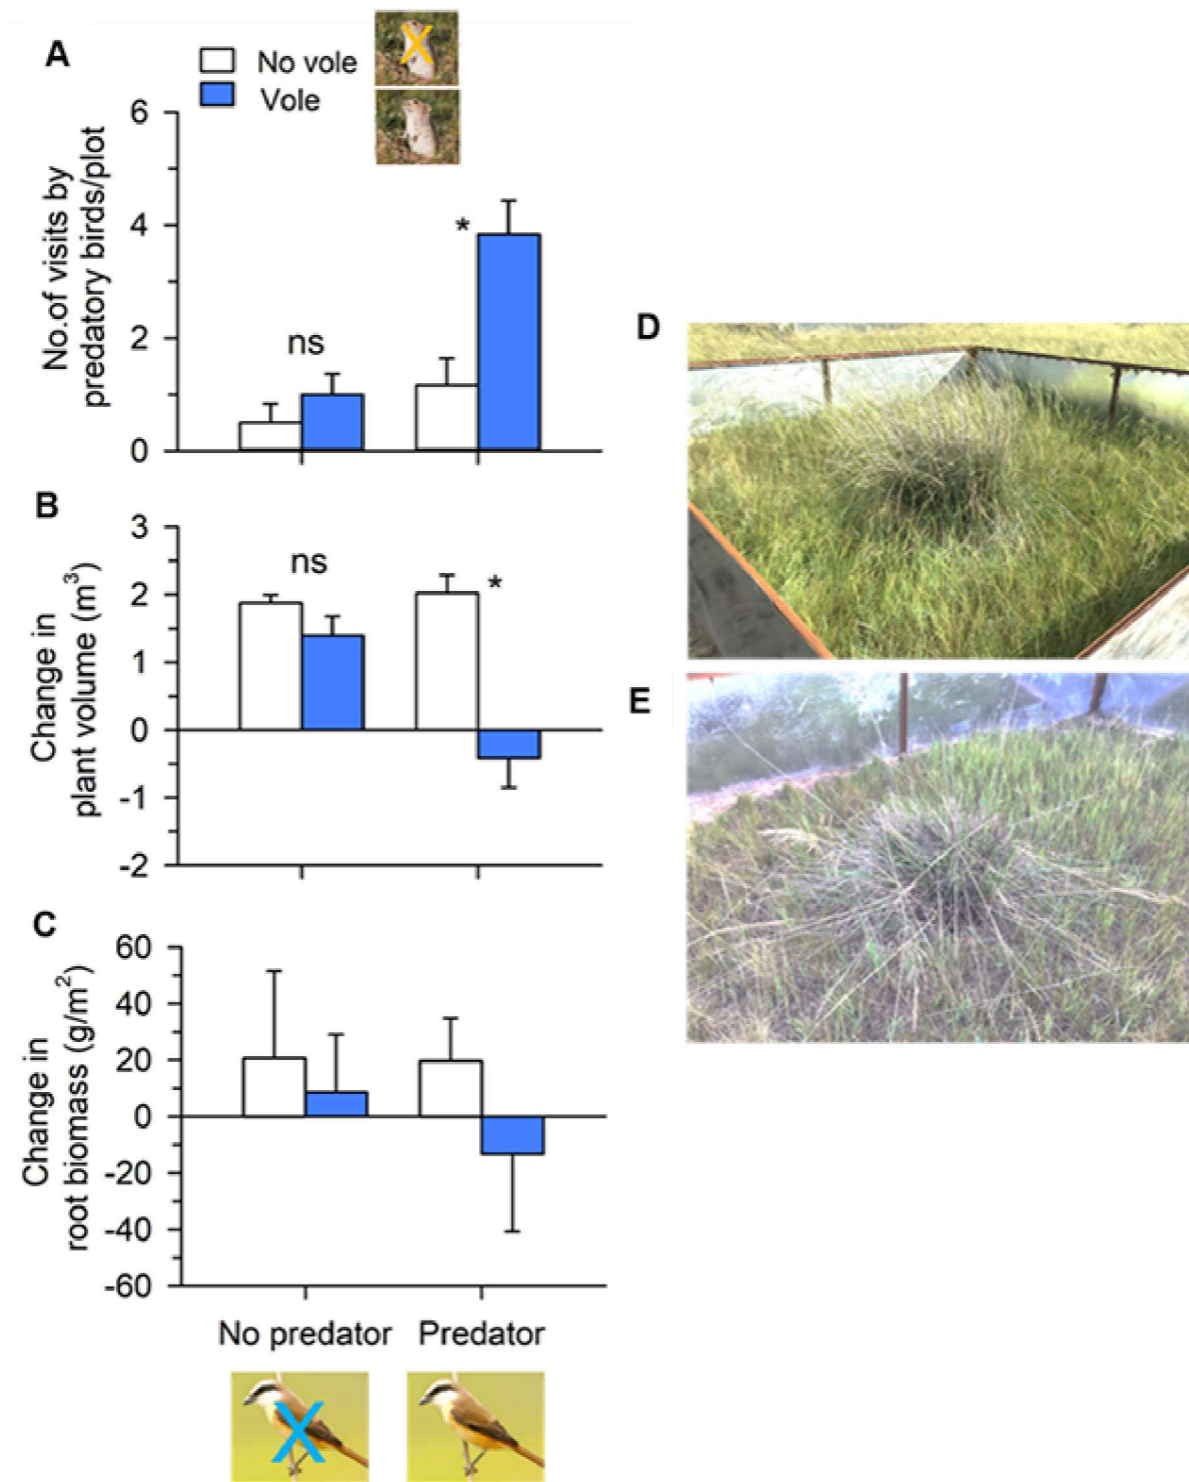 A
No vole
Vole
No.of visits by
predatory birds/plot
6
4
2
0
ns
*
B
Change in
plant volume (m³)
3
2
1
0
-1
-2
ns
*
C
Change in
root biomass (g/m²)
60
40
20
0
-20
-40
-60
No predator Predator
X
X
D
E